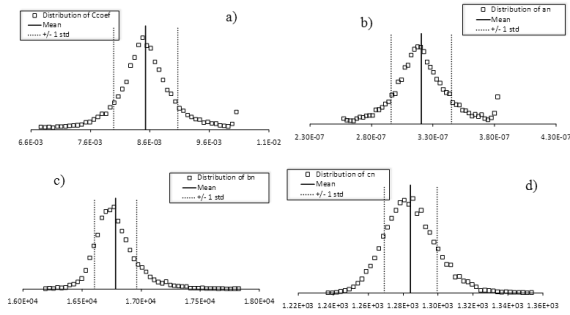 Distribution of Ccoef
Mean
+/- 1 std
a)
6.6E-03 7.6E-03 8.6E-03 9.6E-03 1.1E-02
b)
Distribution of an
Mean
+/- 1 std
2.30E-07 2.80E-07 3.30E-07 3.80E-07 4.30E-07
c)
Distribution of bn
Mean
+/- 1 std
1.60E+04 1.65E+04 1.70E+04 1.75E+04 1.80E+04
Distribution of cn
Mean
+/- 1 std
d)
1.22E+03 1.24E+03 1.26E+03 1.28E+03 1.30E+03 1.32E+03 1.34E+03 1.36E+03